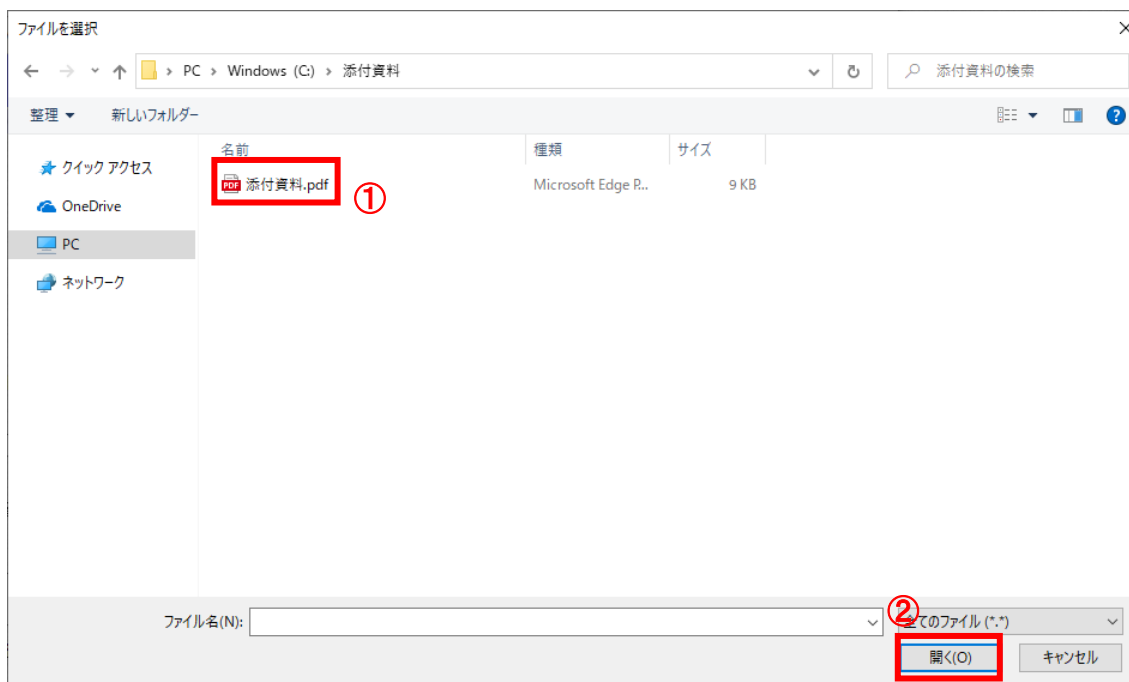 ファイルを選択
PC › Windows (C:) › 添付資料
添付資料の検索
整理 新しいフォルダー
名前 種類 サイズ
クイック アクセス
PDF 添付資料.pdf Microsoft Edge P... 9 KB
①
OneDrive
PC
ネットワーク
②
ファイル名(N): 全てのファイル (*.*)
開く(O) キャンセル